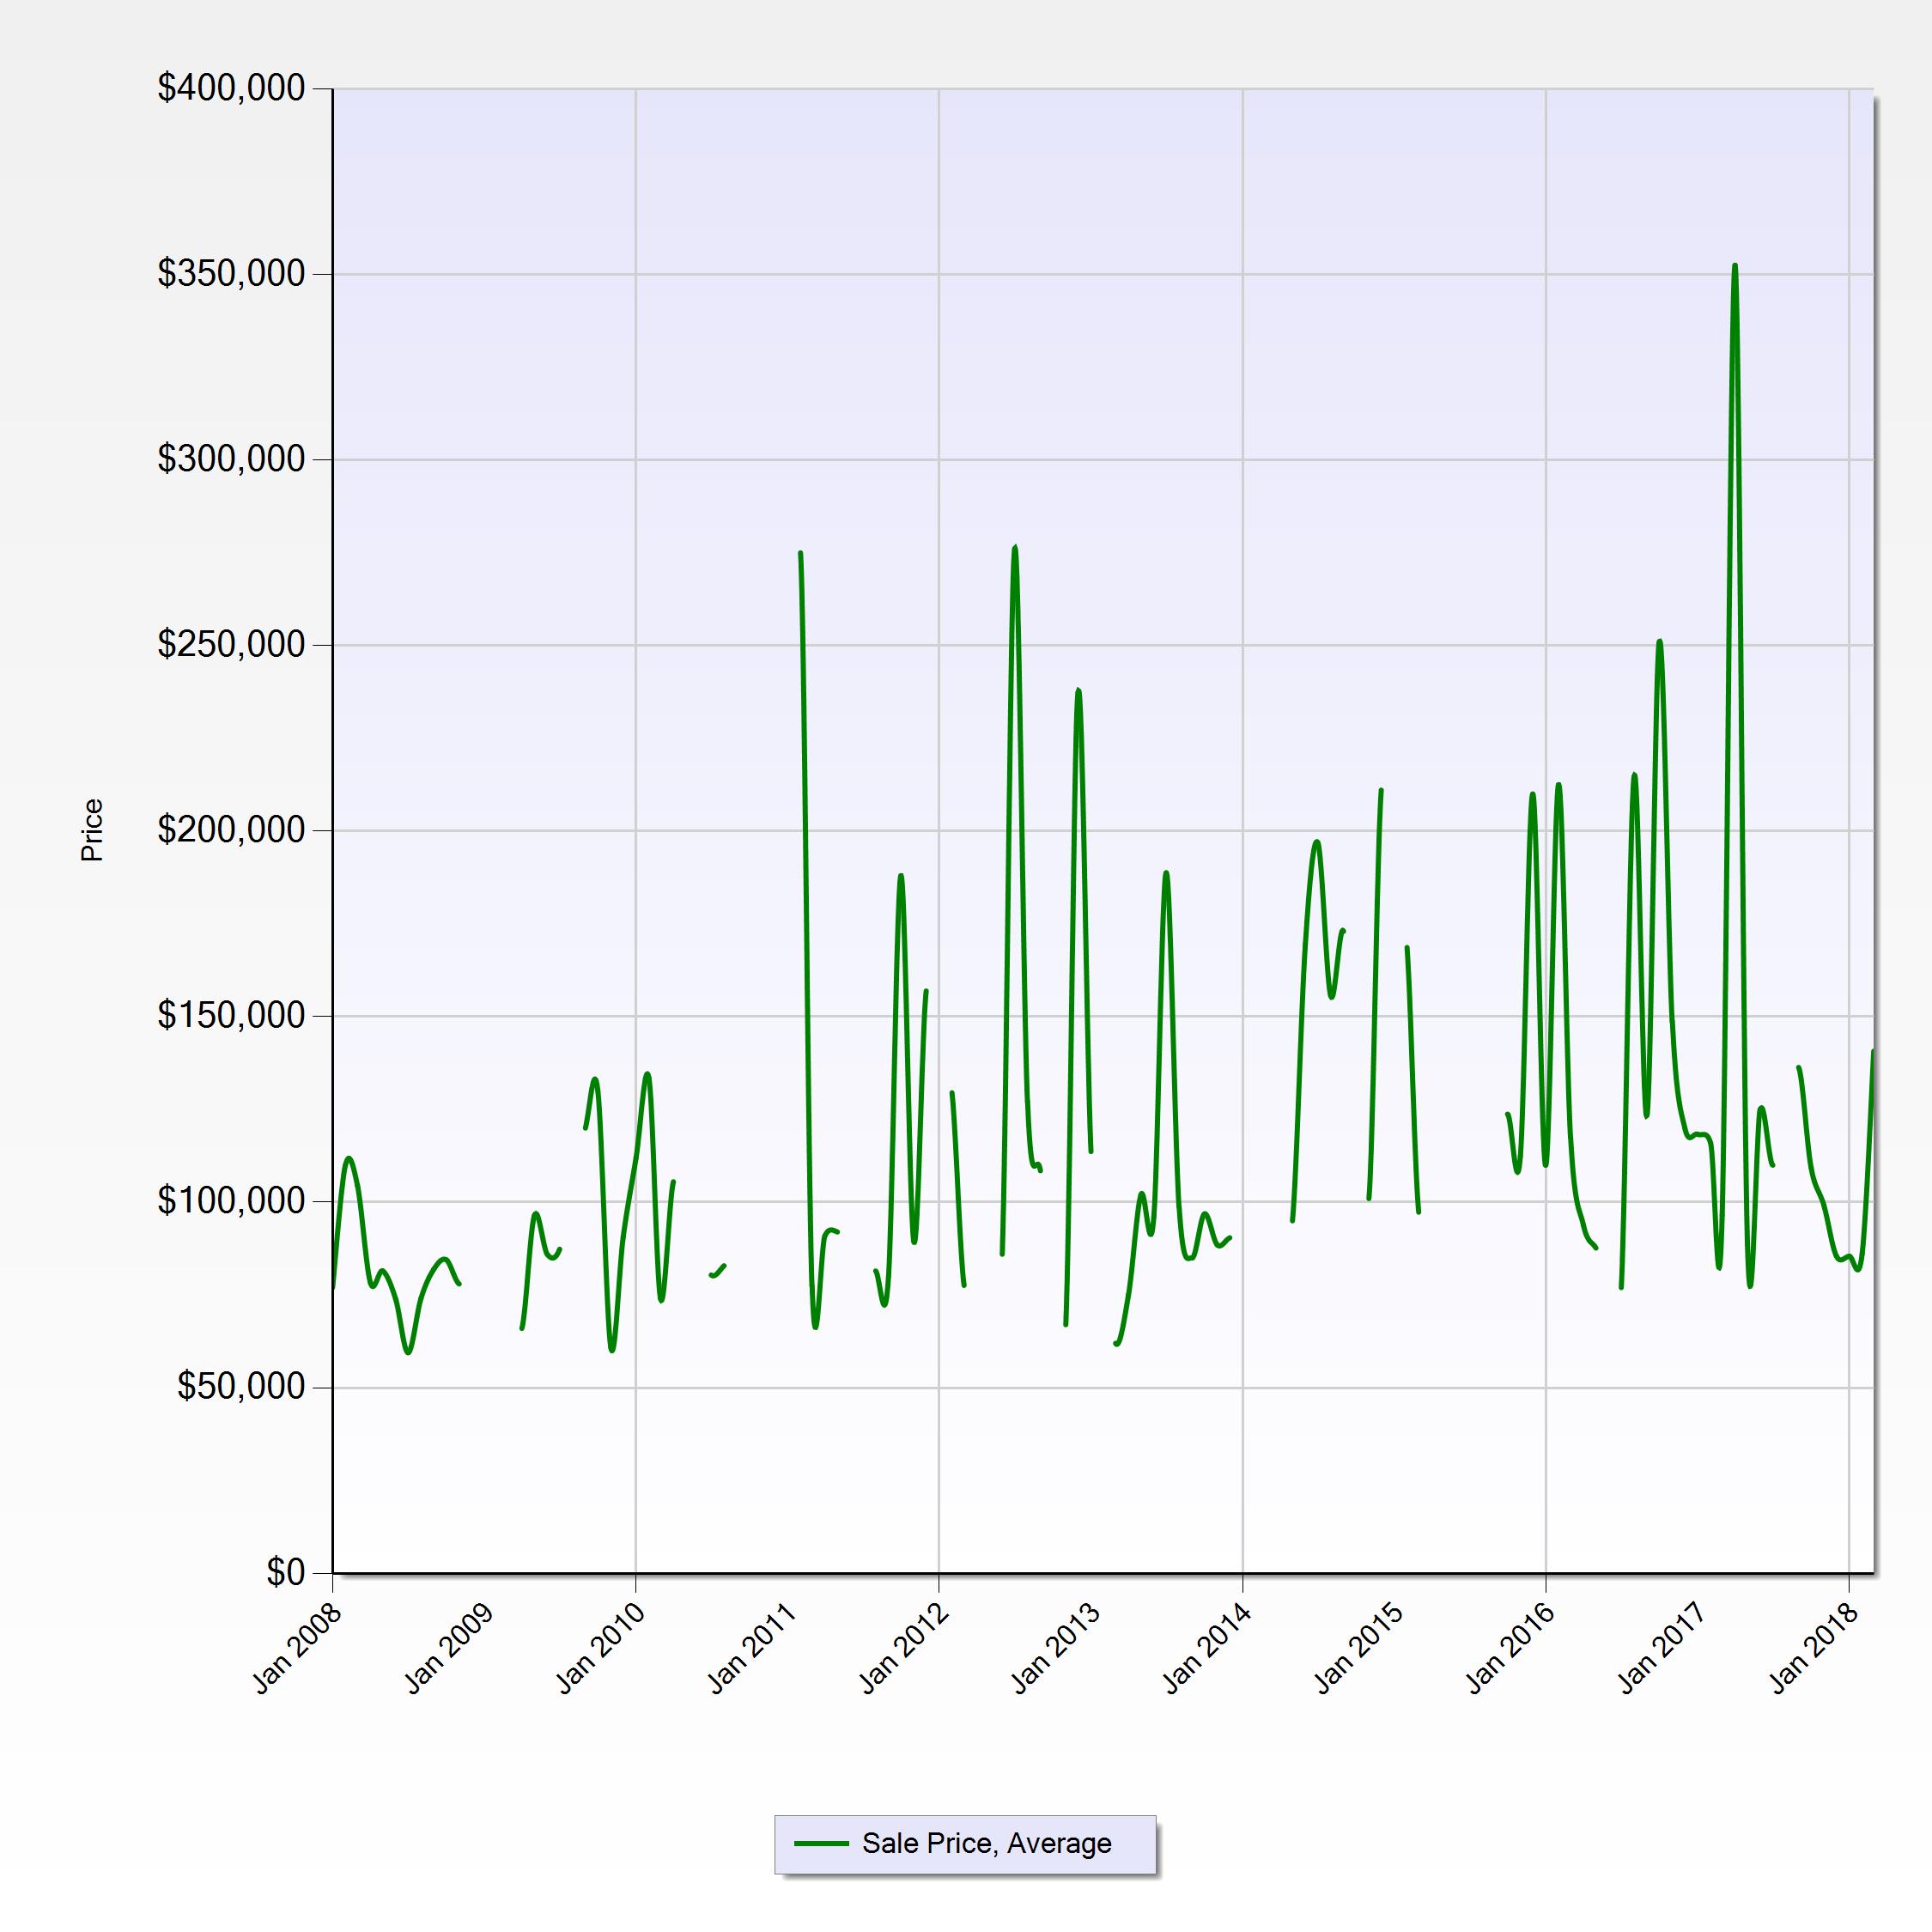 $400,000
$350,000
$300,000
$250,000
$200,000
$150,000
$100,000
$50,000
$0
Price
Jan 2008
Jan 2009
Jan 2010
Jan 2011
Jan 2012
Jan 2013
Jan 2014
Jan 2015
Jan 2016
Jan 2017
Jan 2018
Sale Price, Average